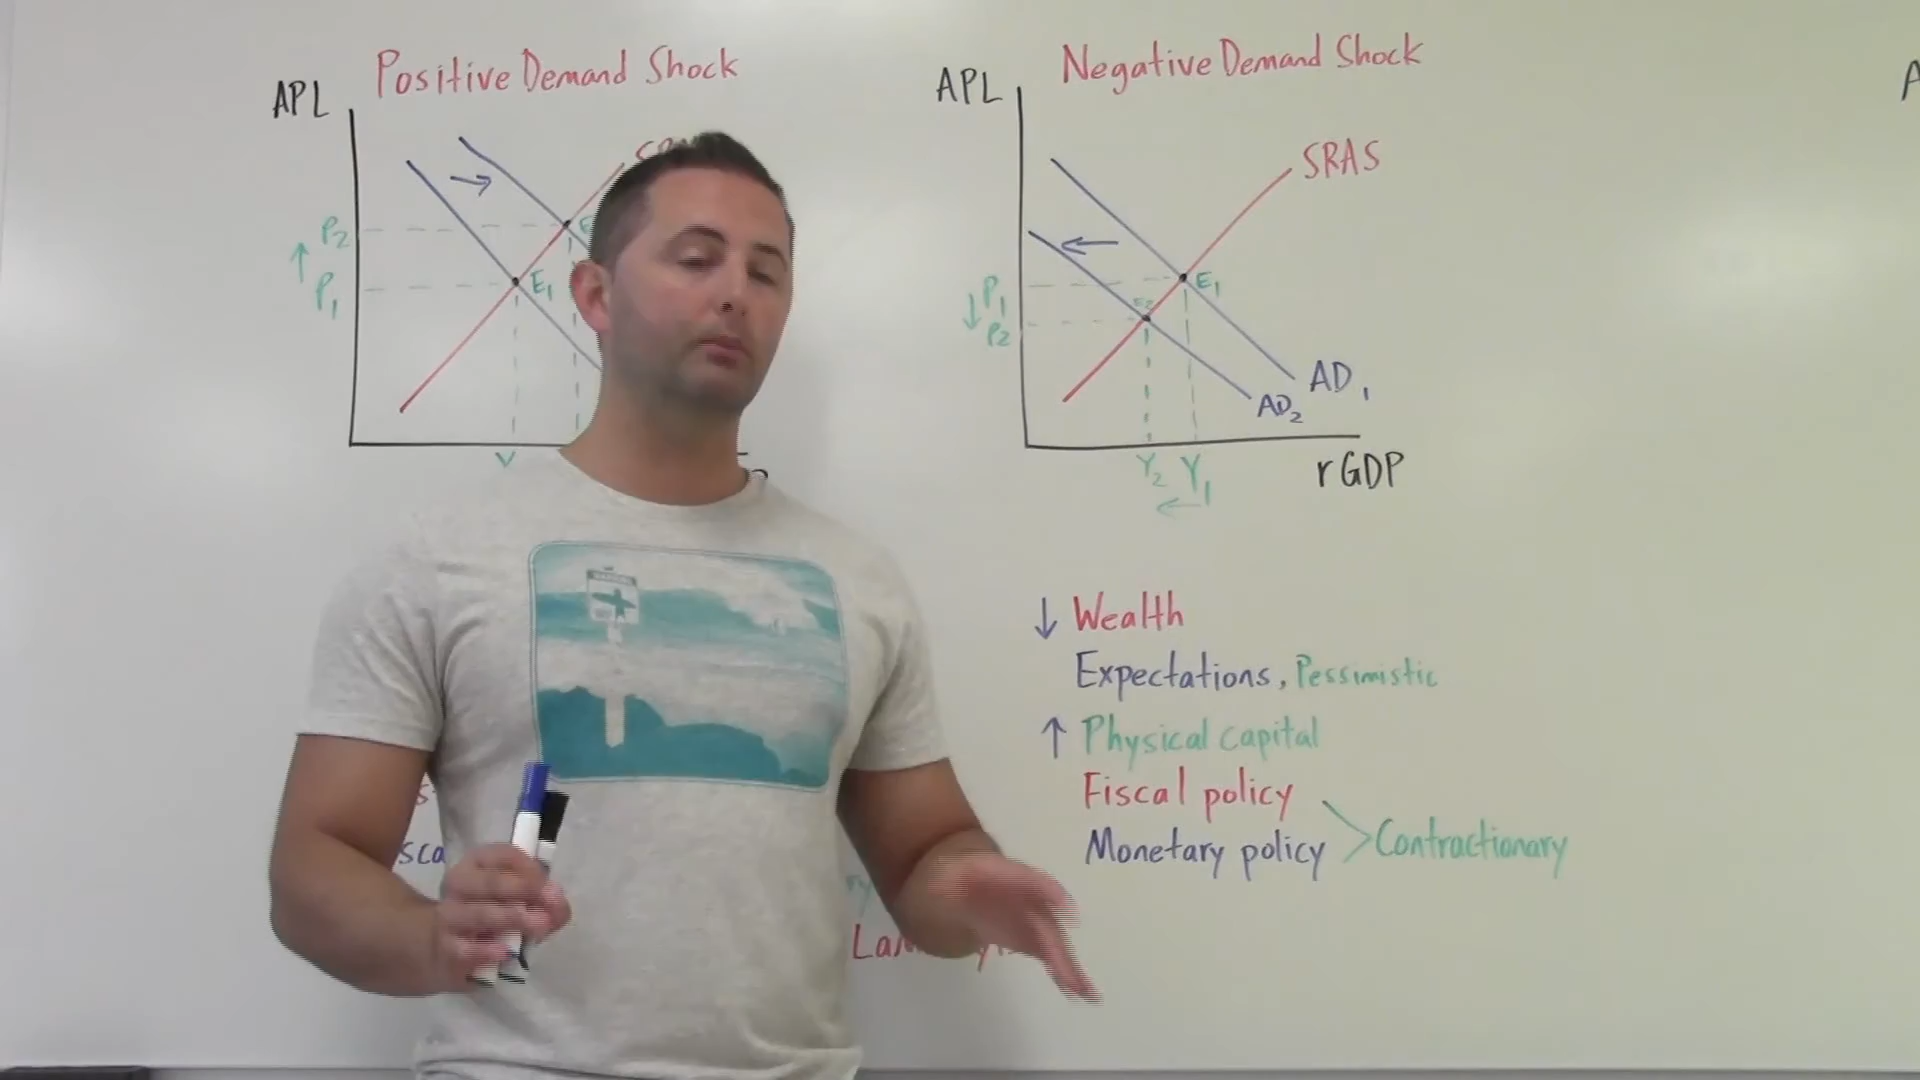 Positive Demand Shock
APL
P2
P1
E1
Negative Demand Shock
APL
SRAS
P1
P2
E1
E2
AD1
AD2
Y2 Y1
rGDP
↓ Wealth
Expectations, Pessimistic
↑ Physical capital
Fiscal policy
Monetary policy > Contractionary